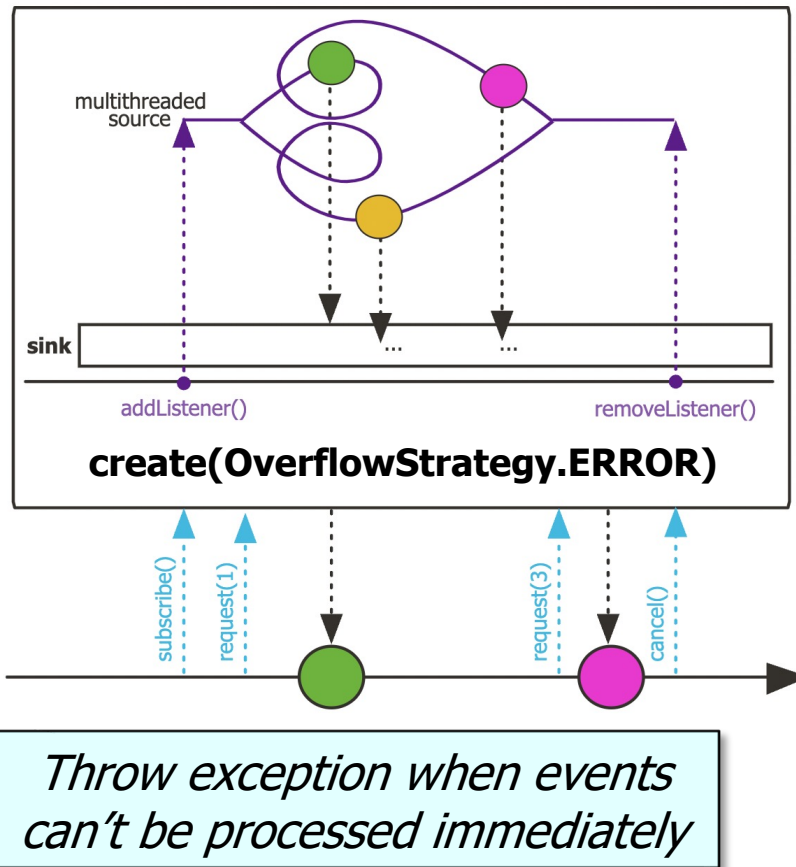 multithreaded
source
sink
...
...
addListener()
removeListener()
create(OverflowStrategy.ERROR)
subscribe()
request(1)
request(3)
cancel()
Throw exception when events
can't be processed immediately